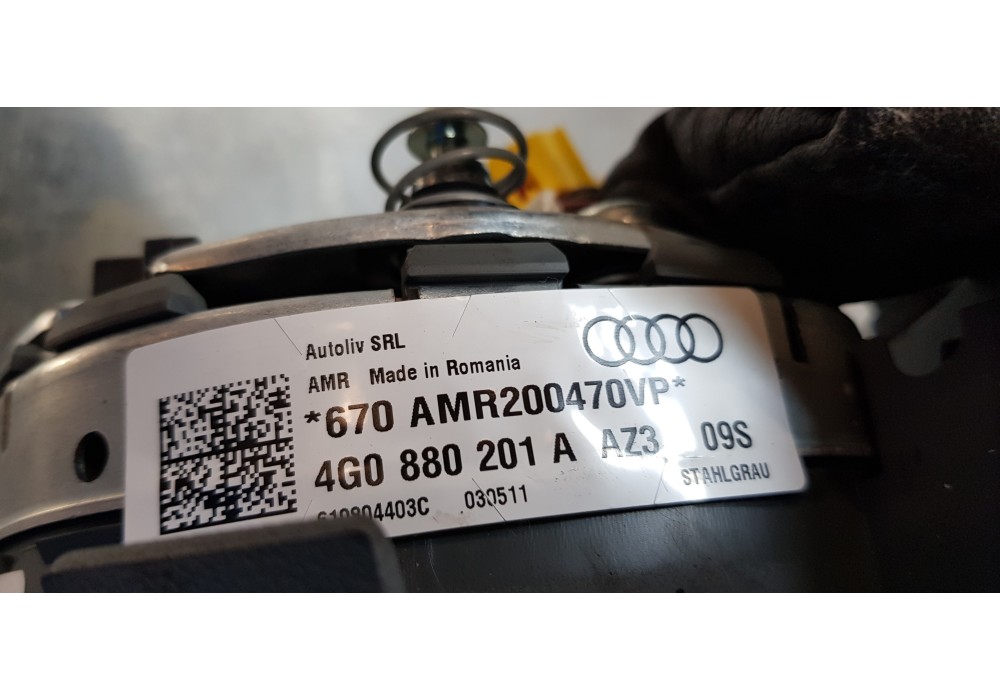 Autoliv SRL
AMR Made in Romania
*670 AMR200470VP*
4G0 880 201 A AZ3 09S
STAHLGRAU
030511